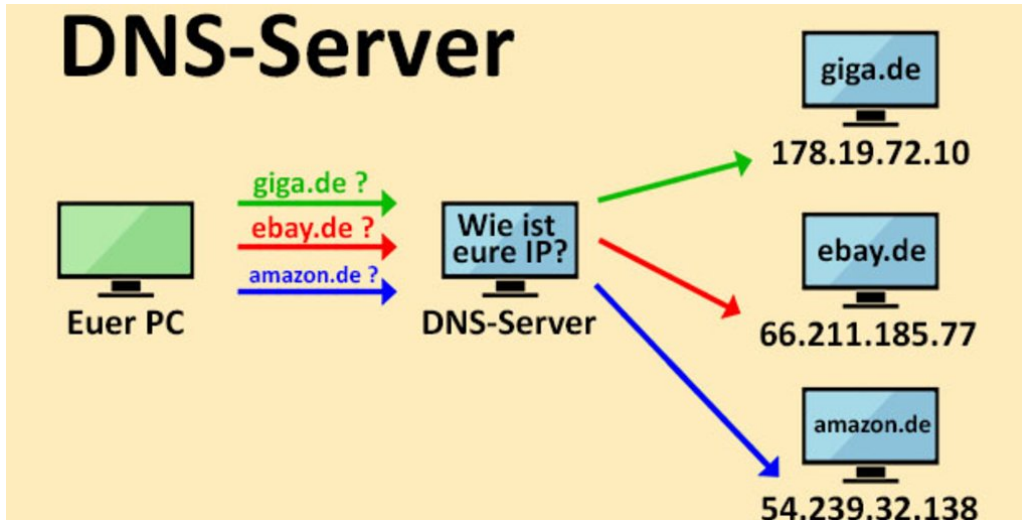 DNS-Server
giga.de
178.19.72.10
giga.de ?
ebay.de ?
amazon.de ?
Wie ist
eure IP?
Euer PC
DNS-Server
ebay.de
66.211.185.77
amazon.de
54.239.32.138